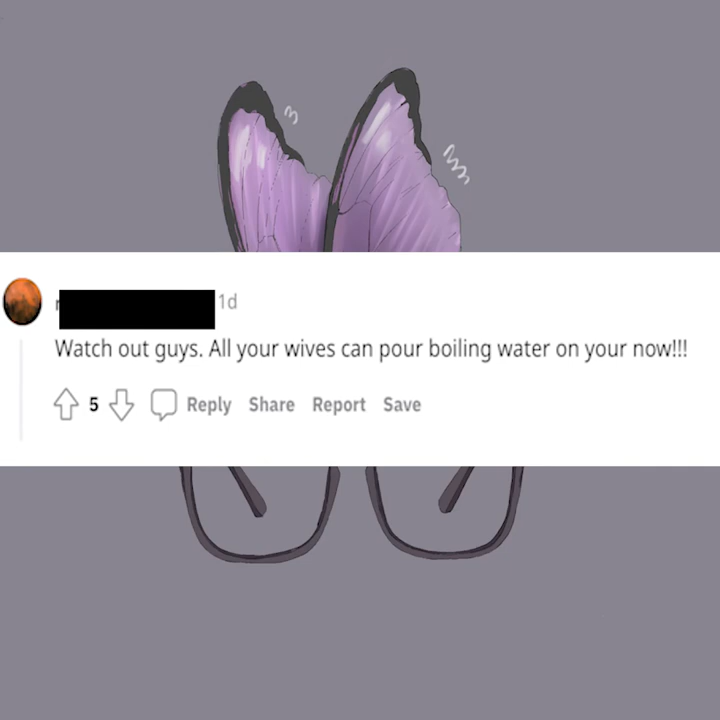 1d
Watch out guys. All your wives can pour boiling water on your now!!!
5 Reply Share Report Save